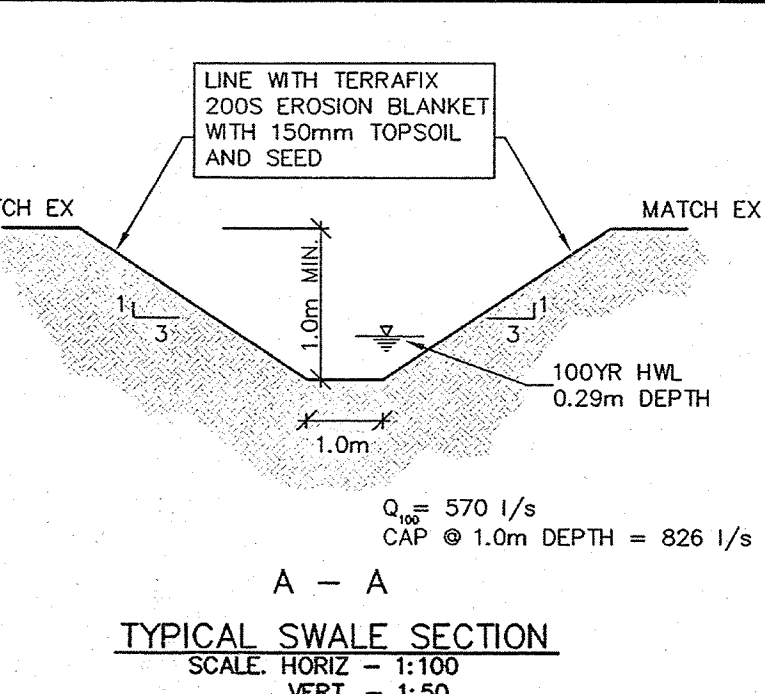 LINE WITH TERRAFIX
200S EROSION BLANKET
WITH 150mm TOPSOIL
AND SEED
TCH EX
MATCH EX
1.0m MIN.
1
3
1
3
100YR HWL
0.29m DEPTH
1.0m
Q100= 570 l/s
CAP @ 1.0m DEPTH = 826 l/s
A - A
TYPICAL SWALE SECTION
SCALE. HORIZ - 1:100
VERT - 1:50